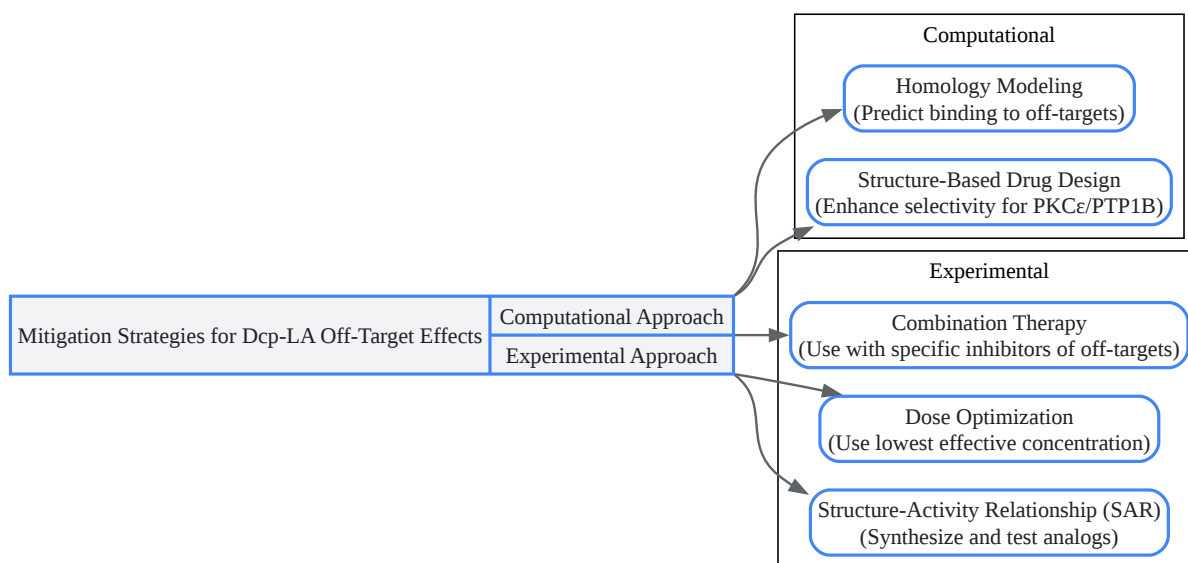 Computational
Homology Modeling
(Predict binding to off-targets)
Structure-Based Drug Design
(Enhance selectivity for PKCε/PTP1B)
Mitigation Strategies for Dcp-LA Off-Target Effects
Computational Approach
Experimental Approach
Experimental
Combination Therapy
(Use with specific inhibitors of off-targets)
Dose Optimization
(Use lowest effective concentration)
Structure-Activity Relationship (SAR)
(Synthesize and test analogs)